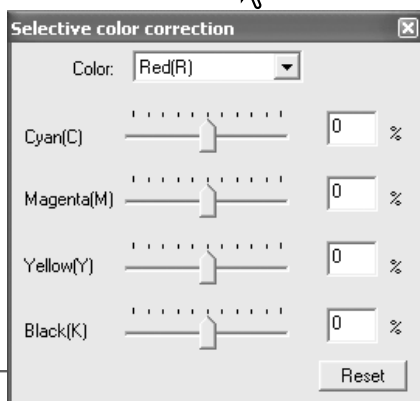 Selective color correction
Color: Red(R)
Cyan(C) 0 %
Magenta(M) 0 %
Yellow(Y) 0 %
Black(K) 0 %
Reset